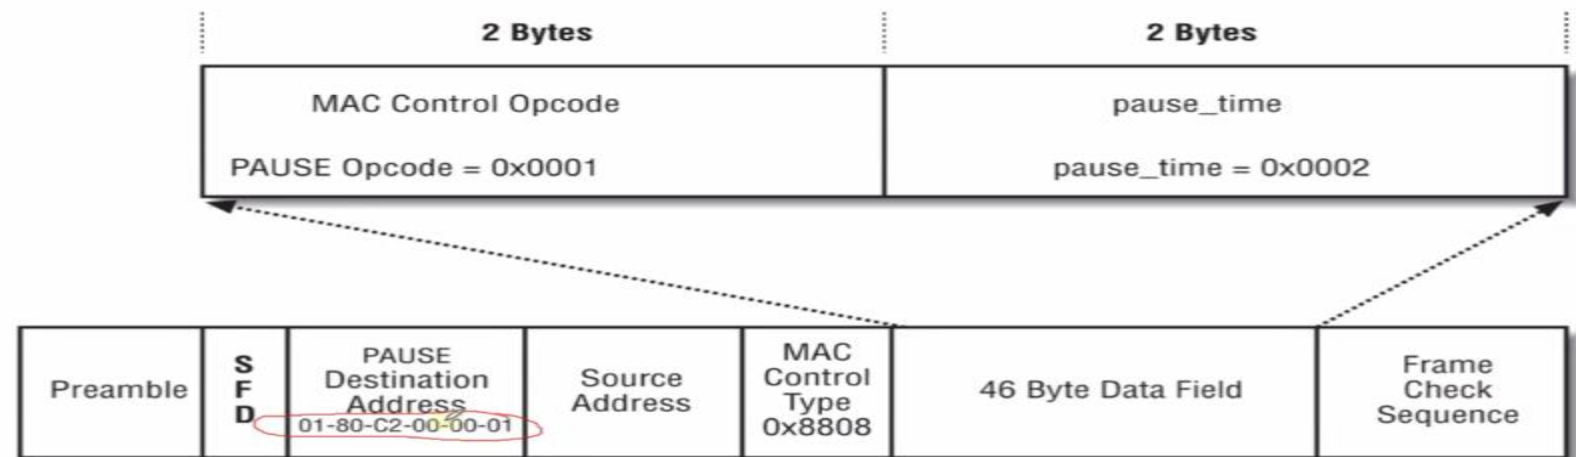 2 Bytes
2 Bytes
MAC Control Opcode
pause_time
PAUSE Opcode = 0x0001
pause_time = 0x0002
Preamble
S
F
D
PAUSE
Destination
Address
01-80-C2-00-00-01
Source
Address
MAC
Control
Type
0x8808
46 Byte Data Field
Frame
Check
Sequence